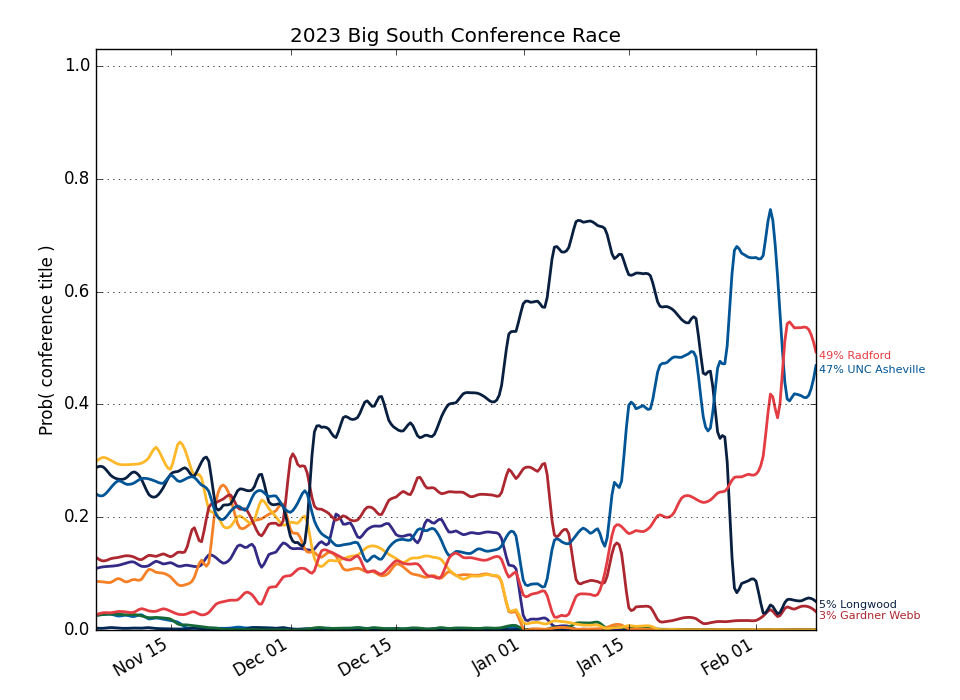 2023 Big South Conference Race
1.0
0.8
0.6
0.4
0.2
0.0
Prob( conference title )
49% Radford
47% UNC Asheville
5% Longwood
3% Gardner Webb
Nov 15
Dec 01
Dec 15
Jan 01
Jan 15
Feb 01